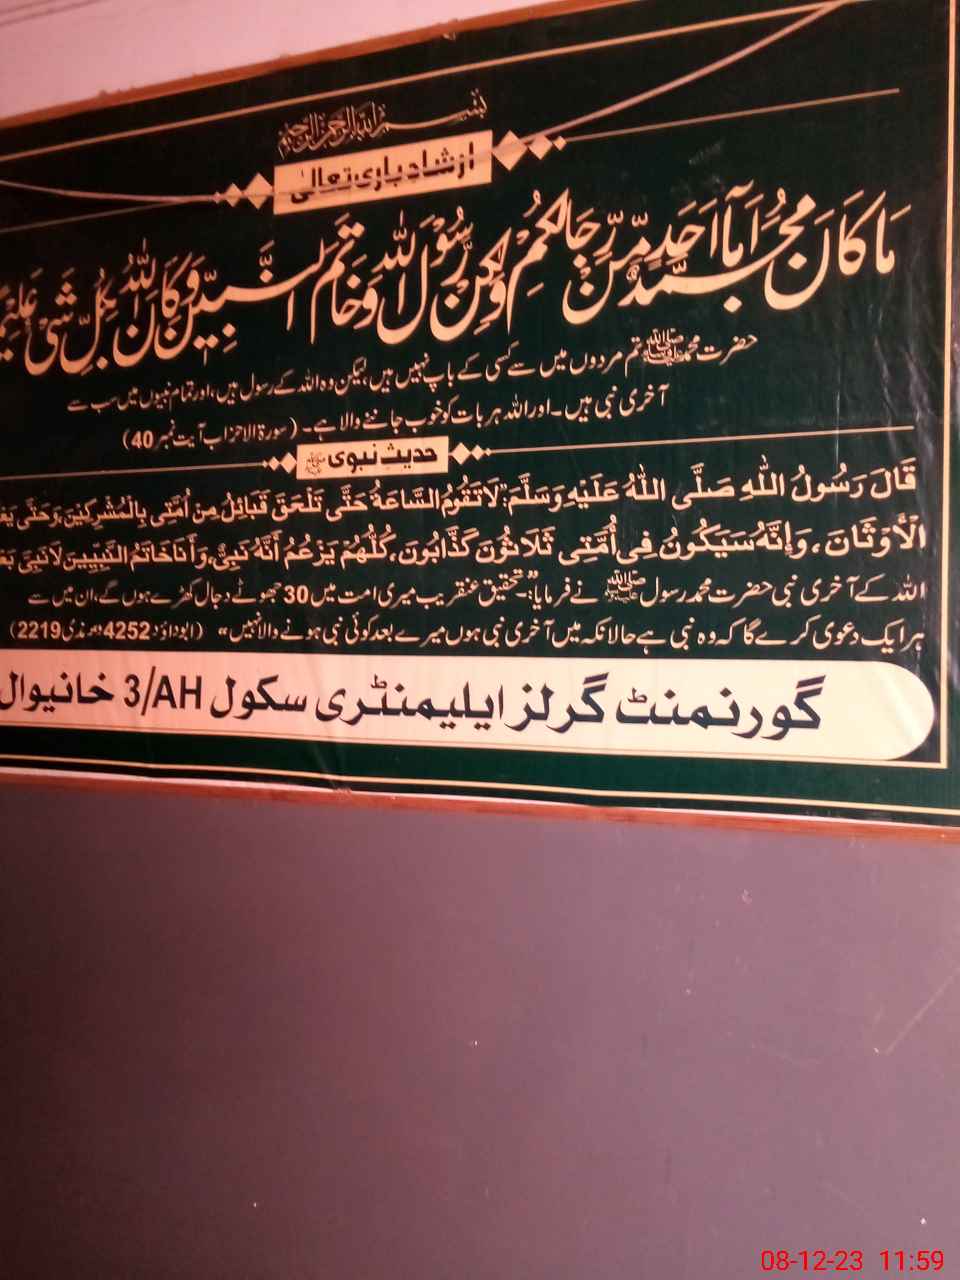 بسم الله الرحمن الرحیم
ارشاد باری تعالیٰ
مَا كَانَ مُحَمَّدٌ اَبَآ اَحَدٍ مِّنْ رِّجَالِكُمْ وَلٰكِنْ رَّسُوْلَ اللّٰهِ وَخَاتَمَ النَّبِيّٖنَ وَكَانَ اللّٰهُ بِكُلِّ شَیْءٍ عَلِيْمًا
حضرت محمد ﷺ تم مردوں میں سے کسی کے باپ نہیں ہیں لیکن وہ اللہ کے رسول ہیں، اور تمام نبیوں میں سب سے
آخری نبی ہیں۔ اور اللہ ہر بات کو خوب جاننے والا ہے۔ (سورۃ الاحزاب آیت نمبر 40)
حدیث نبوی ﷺ
قَالَ رَسُولُ اللّٰهِ صَلَّى اللّٰهُ عَلَيْهِ وَسَلَّمَ: لَا تَقُومُ السَّاعَةُ حَتَّى تَلْحَقَ قَبَائِلُ مِنْ أُمَّتِي بِالْمُشْرِكِينَ وَحَتَّى
الْأَوْثَانَ، وَإِنَّهُ سَيَكُونُ فِي أُمَّتِي ثَلَاثُونَ كَذَّابُونَ، كُلُّهُمْ يَزْعُمُ أَنَّهُ نَبِيٌّ، وَأَنَا خَاتَمُ النَّبِيِّينَ لَا نَبِيَّ
اللہ کے آخری نبی حضرت محمد رسول ﷺ نے فرمایا:۔ ”تحقیق عنقریب میری امت میں 30 جھوٹے دجال کھڑے ہوں گے، ان میں سے
ہر ایک دعویٰ کرے گا کہ وہ نبی ہے حالانکہ میں آخری نبی ہوں میرے بعد کوئی نبی ہونے والا نہیں“ (ابوداؤد 4252، ترمذی 2219)
گورنمنٹ گرلز ایلیمنٹری سکول 3/AH خانیوال
08-12-23 11:59